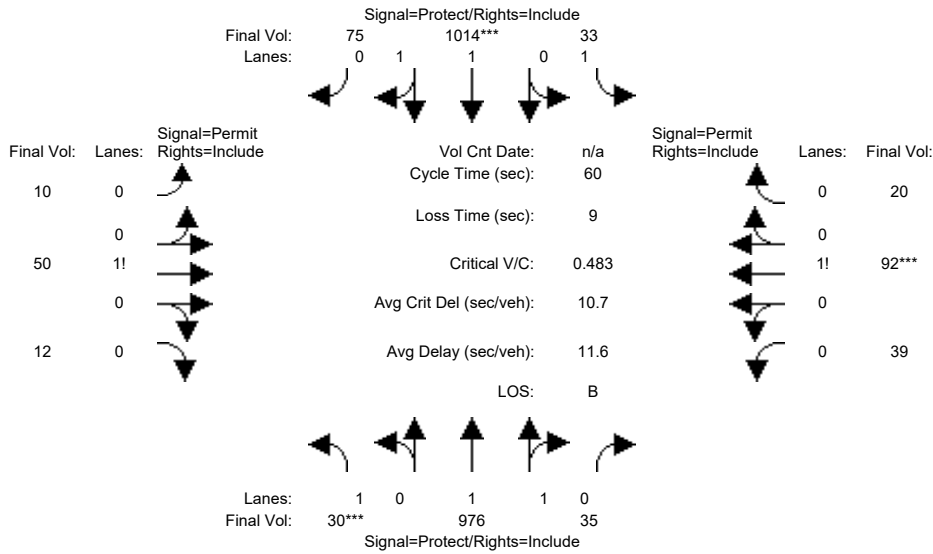 Signal=Protect/Rights=Include
Final Vol: 75 1014*** 33
Lanes: 0 1 1 0 1
Signal=Permit Signal=Permit
Final Vol: Lanes: Rights=Include Vol Cnt Date: n/a Rights=Include Lanes: Final Vol:
Cycle Time (sec): 60
10 0 0 20
Loss Time (sec): 9
0 0
50 1! Critical V/C: 0.483 1! 92***
0 Avg Crit Del (sec/veh): 10.7 0
12 0 Avg Delay (sec/veh): 11.6 0 39
LOS: B
Lanes: 1 0 1 1 0
Final Vol: 30*** 976 35
Signal=Protect/Rights=Include